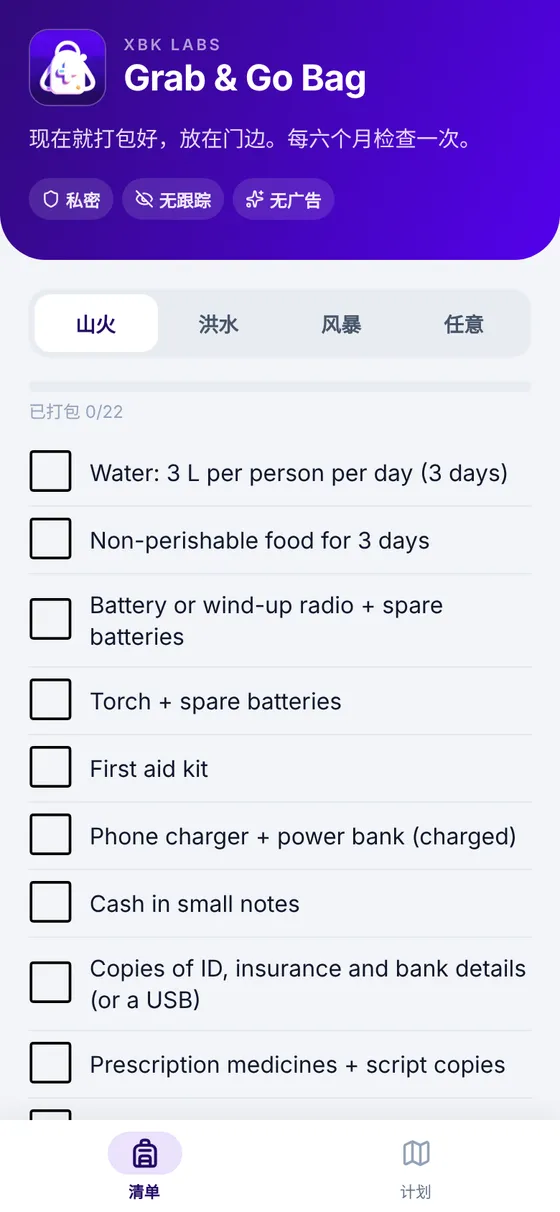 XBK LABS
Grab & Go Bag
现在就打包好，放在门边。每六个月检查一次。
私密
无跟踪
无广告
山火
洪水
风暴
任意
已打包 0/22
Water: 3 L per person per day (3 days)
Non-perishable food for 3 days
Battery or wind-up radio + spare
batteries
Torch + spare batteries
First aid kit
Phone charger + power bank (charged)
Cash in small notes
Copies of ID, insurance and bank details
(or a USB)
Prescription medicines + script copies
清单
计划